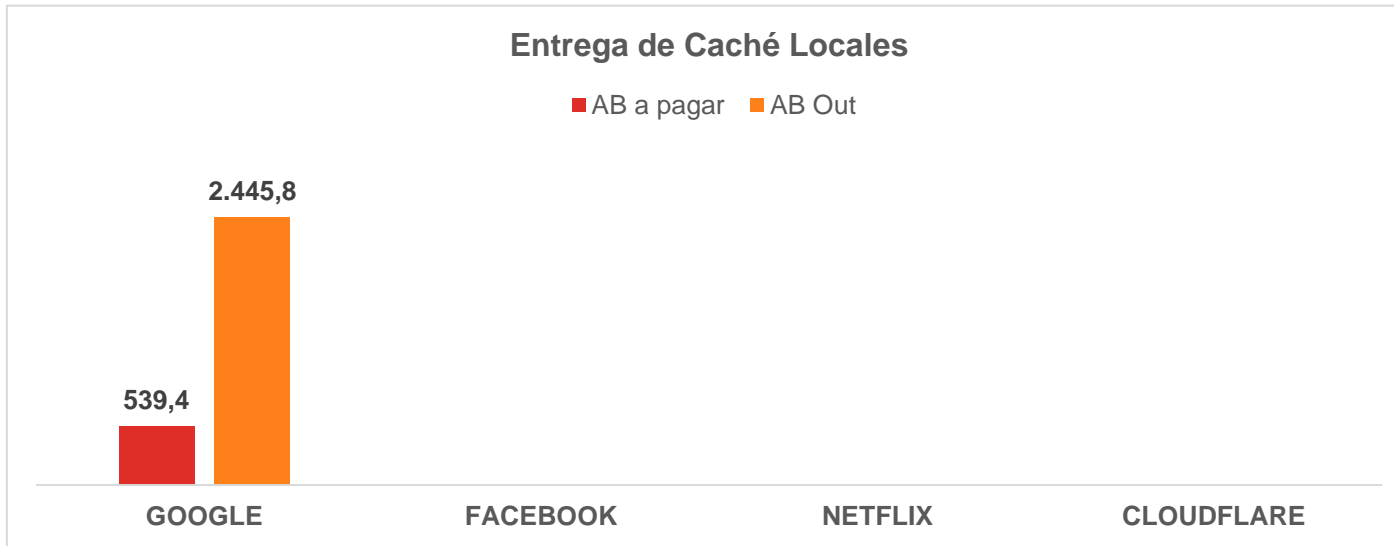 Entrega de Caché Locales
AB a pagar AB Out
2.445,8
539,4
GOOGLE FACEBOOK NETFLIX CLOUDFLARE